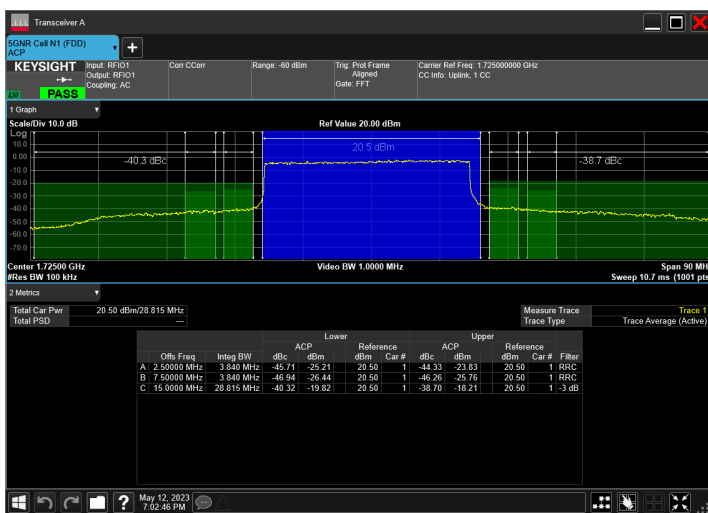 Transceiver A
5GNR Cell N1 (FDD)
ACP
KEYSIGHT
LXI
PASS
Input: RFIO1
Output: RFIO1
Coupling: AC
Corr CCorr
Range: -60 dBm
Trig: Prot Frame
Aligned
Gate: FFT
Carrier Ref Freq: 1.725000000 GHz
CC Info: Uplink, 1 CC
1 Graph
Scale/Div 10.0 dB
Ref Value 20.00 dBm
Log
10.0
0.00
-10.0
-20.0
-30.0
-40.0
-50.0
-60.0
-70.0
-40.3 dBc
20.5 dBm
-38.7 dBc
Center 1.72500 GHz
#Res BW 100 kHz
Video BW 1.0000 MHz
Span 90 MH
Sweep 10.7 ms (1001 pts
2 Metrics
Total Car Pwr 20.50 dBm/28.815 MHz
Total PSD ---
Measure Trace Trace 1
Trace Type Trace Average (Active)
Lower Upper
ACP Reference ACP Reference
Offs Freq Integ BW dBc dBm dBm Car # dBc dBm dBm Car # Filter
A 2.50000 MHz 3.840 MHz -45.71 -25.21 20.50 1 -44.33 -23.83 20.50 1 RRC
B 7.50000 MHz 3.840 MHz -46.94 -26.44 20.50 1 -46.26 -25.76 20.50 1 RRC
C 15.0000 MHz 28.815 MHz -40.32 -19.82 20.50 1 -38.70 -18.21 20.50 1 -3 dB
May 12, 2023
7:02:46 PM